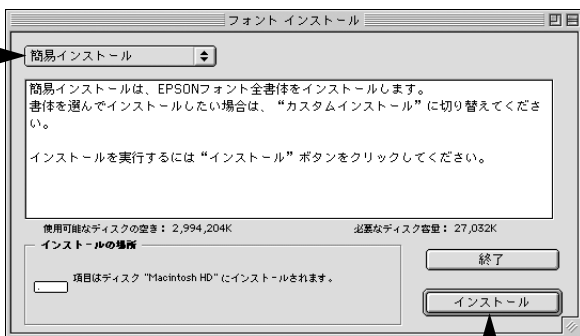 フォント インストール
簡易インストール
簡易インストールは、EPSONフォント全書体をインストールします。
書体を選んでインストールしたい場合は、“カスタムインストール”に切り替えてくださ
い。
インストールを実行するには“インストール”ボタンをクリックしてください。
使用可能なディスクの空き： 2,994,204K 必要なディスク容量： 27,032K
インストールの場所
項目はディスク "Macintosh HD" にインストールされます。
終了
インストール